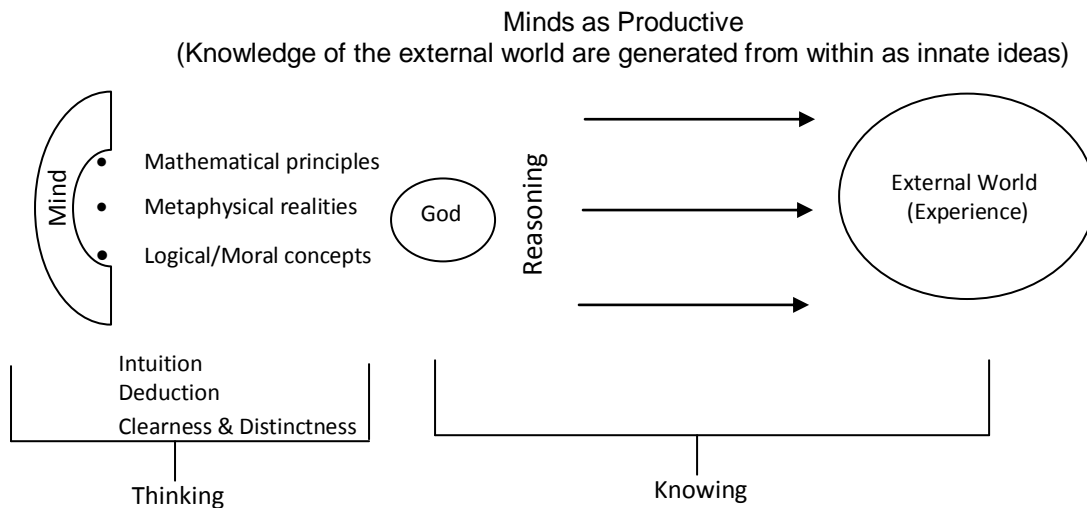 Minds as Productive
(Knowledge of the external world are generated from within as innate ideas)
Mind
• Mathematical principles
• Metaphysical realities
• Logical/Moral concepts
God
Reasoning
External World
(Experience)
Intuition
Deduction
Clearness & Distinctness
Thinking
Knowing